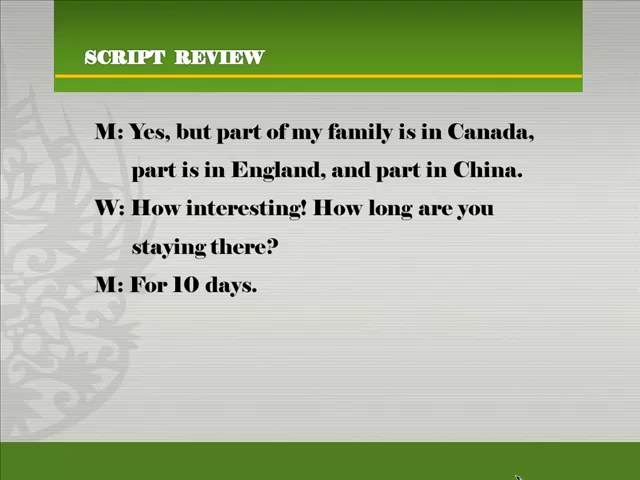 SCRIPT REVIEW
M: Yes, but part of my family is in Canada,
part is in England, and part in China.
W: How interesting! How long are you
staying there?
M: For 10 days.